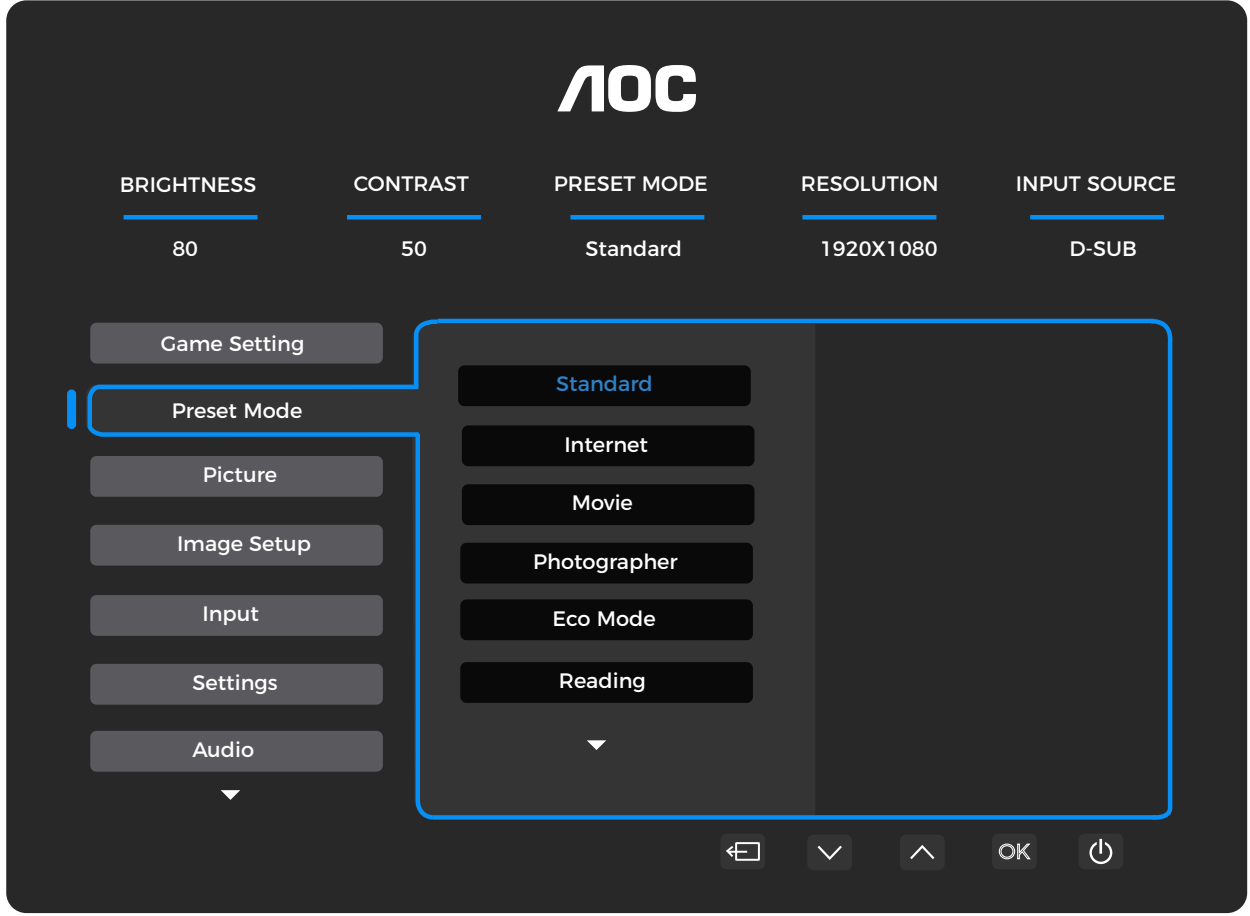 AOC
BRIGHTNESS CONTRAST PRESET MODE RESOLUTION INPUT SOURCE
80 50 Standard 1920X1080 D-SUB
Game Setting
Preset Mode
Picture
Image Setup
Input
Settings
Audio
Standard
Internet
Movie
Photographer
Eco Mode
Reading
OK